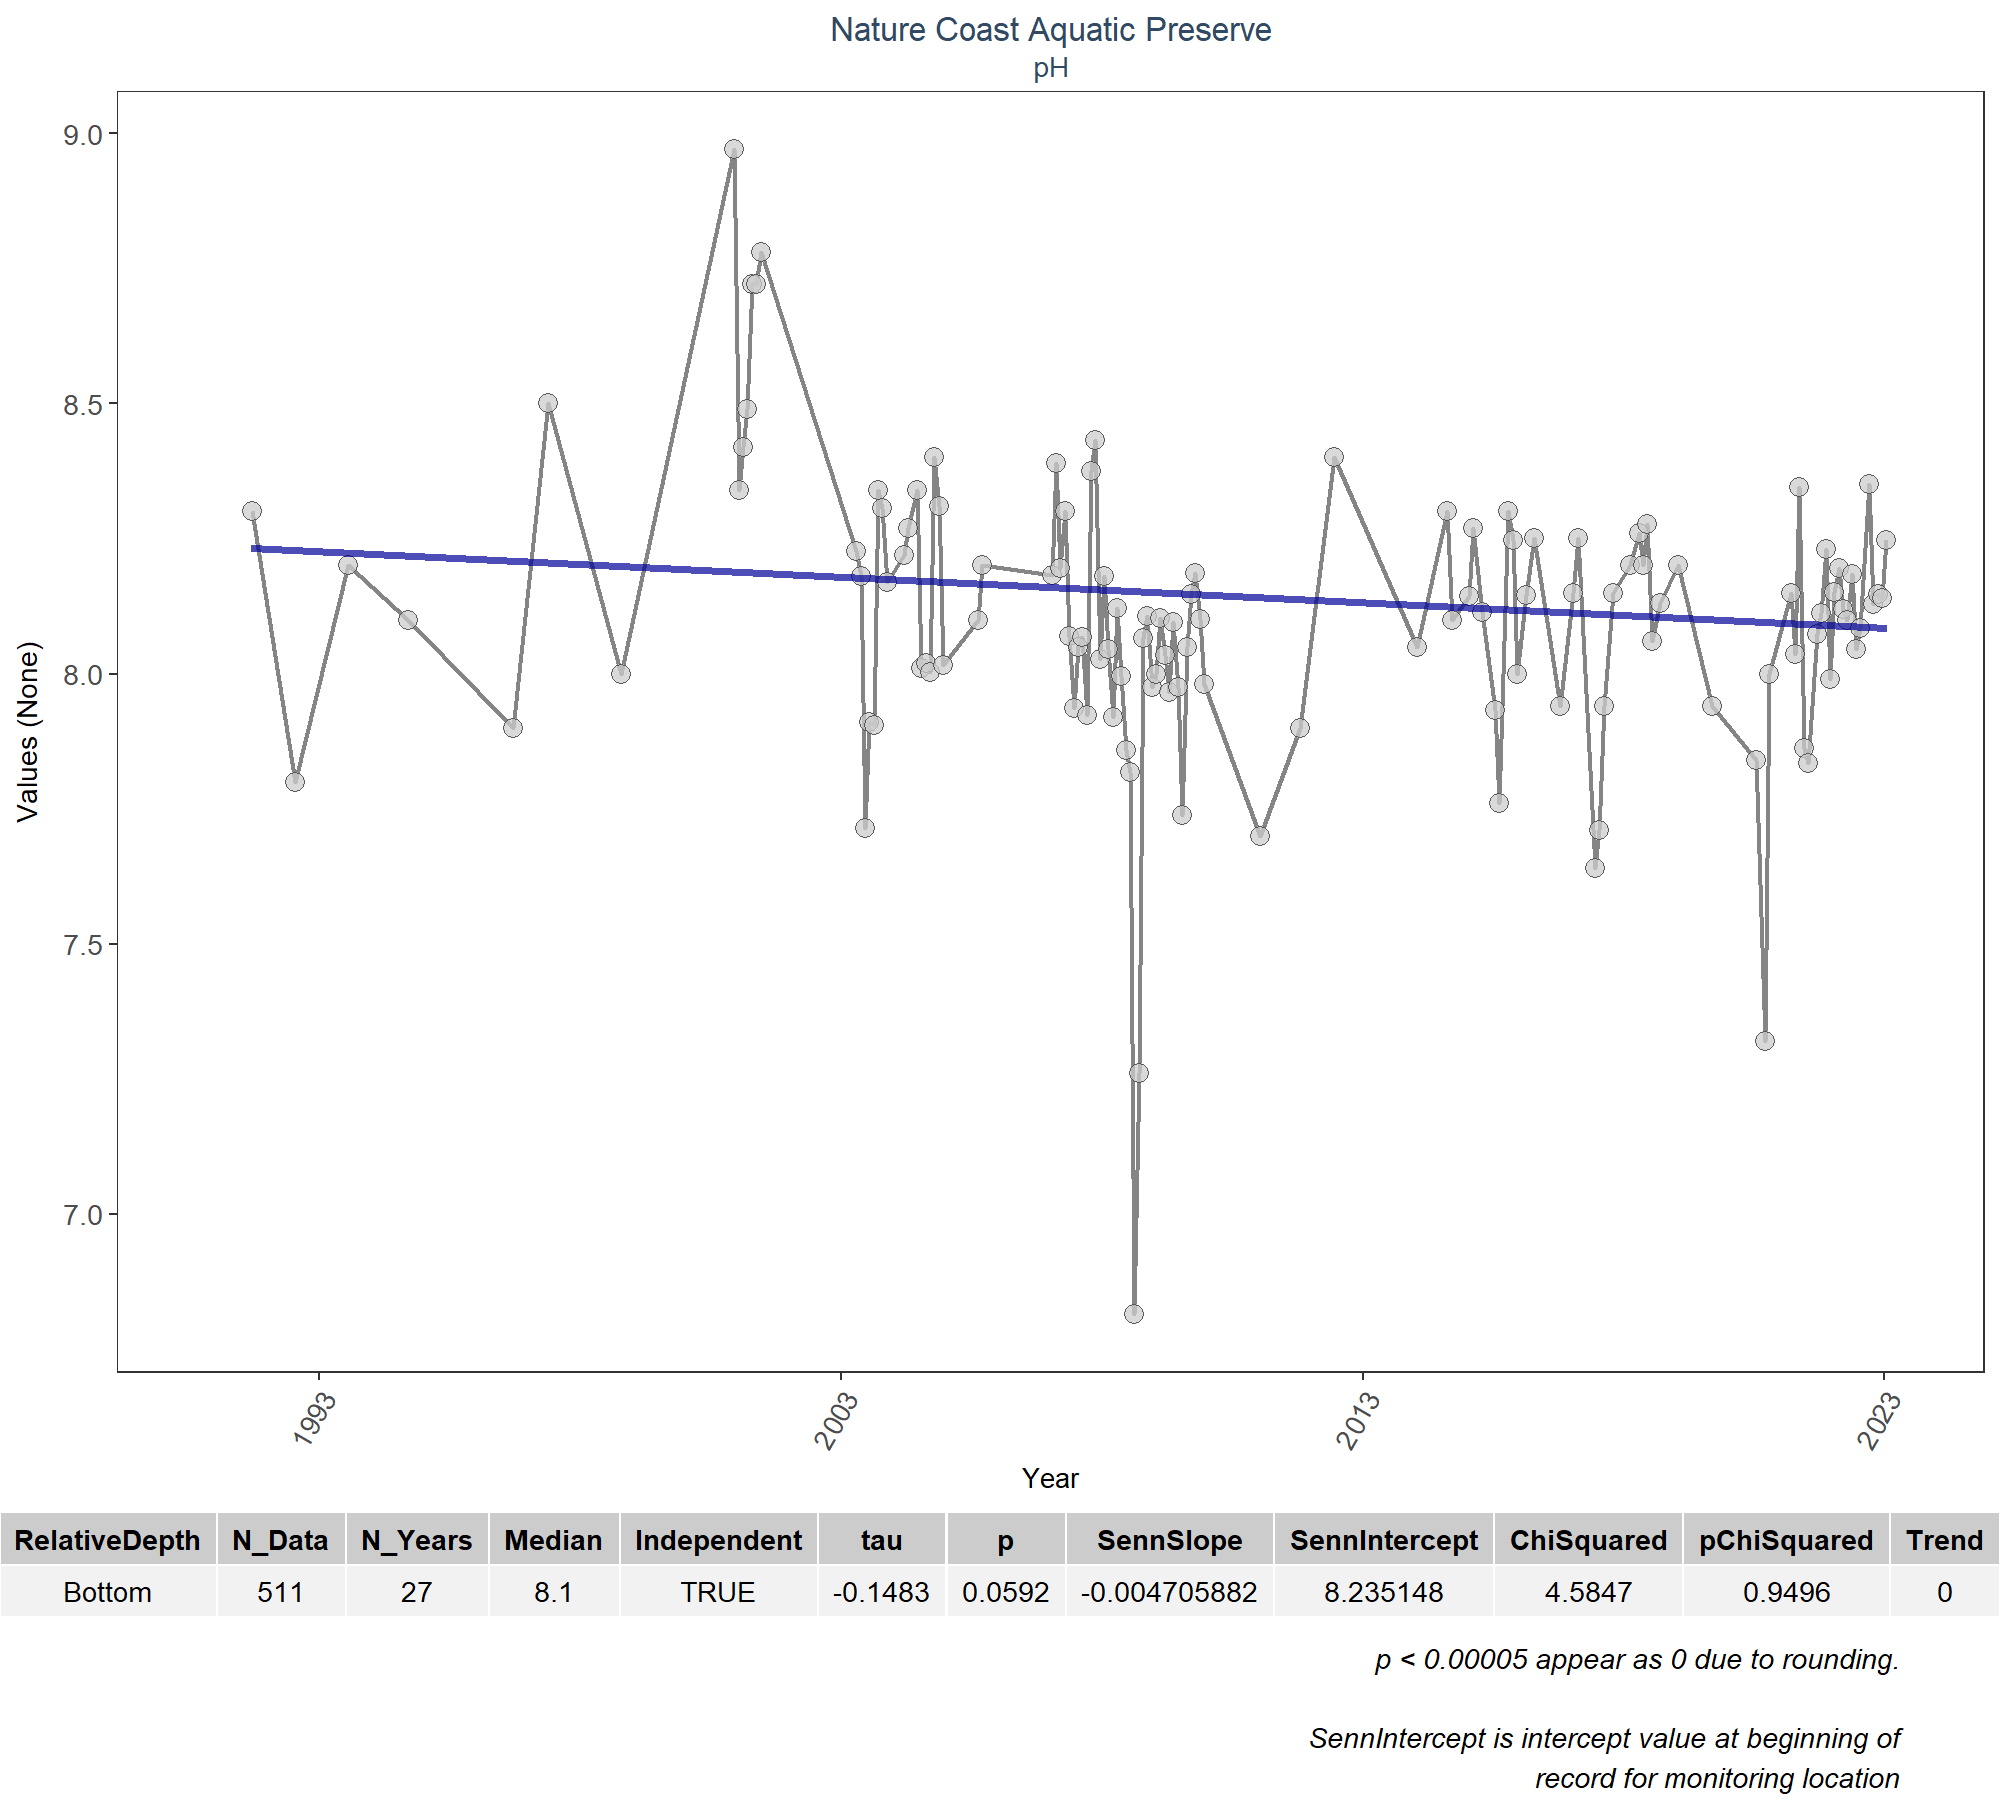 Nature Coast Aquatic Preserve
pH
Values (None)
9.0
8.5
8.0
7.5
7.0
1993
2003
2013
2023
Year
RelativeDepth N_Data N_Years Median Independent tau p SennSlope SennIntercept ChiSquared pChiSquared Trend
Bottom 511 27 8.1 TRUE -0.1483 0.0592 -0.004705882 8.235148 4.5847 0.9496 0
p < 0.00005 appear as 0 due to rounding.
SennIntercept is intercept value at beginning of
record for monitoring location